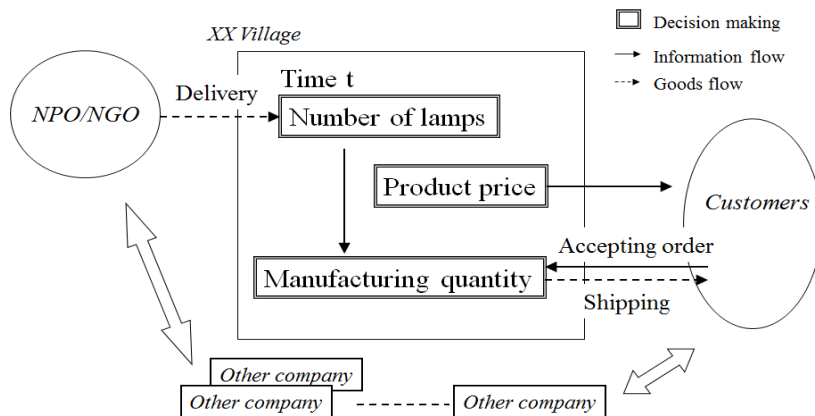 XX Village
Decision making
Information flow
Goods flow
Time t
Delivery
NPO/NGO
Number of lamps
Product price
Customers
Accepting order
Manufacturing quantity
Shipping
Other company
Other company
Other company